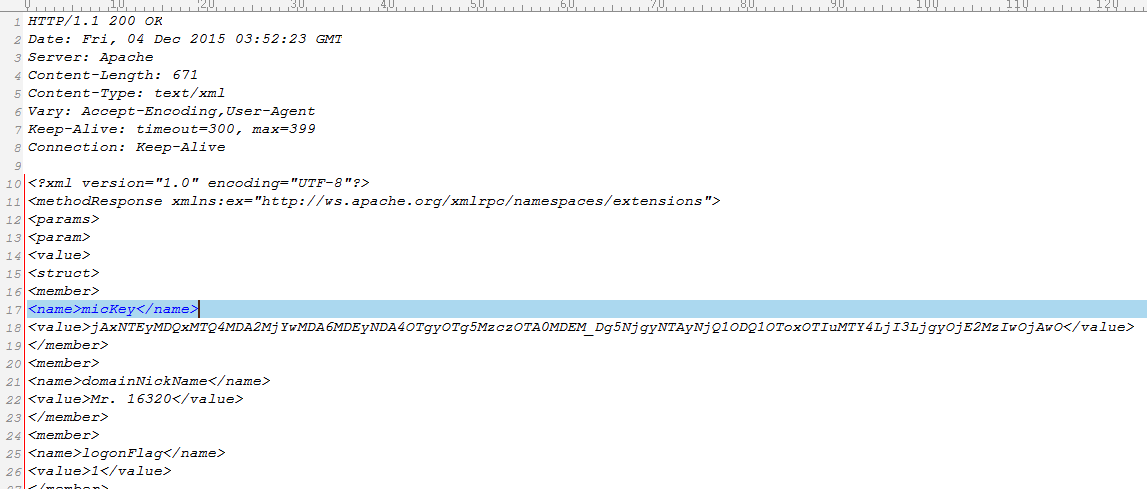 0 10 20 30 40 50 60 70 80 90 100 110 120
1 HTTP/1.1 200 OK
2 Date: Fri, 04 Dec 2015 03:52:23 GMT
3 Server: Apache
4 Content-Length: 671
5 Content-Type: text/xml
6 Vary: Accept-Encoding,User-Agent
7 Keep-Alive: timeout=300, max=399
8 Connection: Keep-Alive
9
10 <?xml version="1.0" encoding="UTF-8"?>
11 <methodResponse xmlns:ex="http://ws.apache.org/xmlrpc/namespaces/extensions">
12 <params>
13 <param>
14 <value>
15 <struct>
16 <member>
17 <name>micKey</name>
18 <value>jAxNTEyMDQxMTQ4MDA2MjYwMDA6MDEyNDA4OTgyOTg5MzczOTA0MDEM_Dg5NjgyNTAyNjQ1ODQ1OToxOTIuMTY4LjI3LjgyOjE2MzIwOjAwO</value>
19 </member>
20 <member>
21 <name>domainNickName</name>
22 <value>Mr. 16320</value>
23 </member>
24 <member>
25 <name>logonFlag</name>
26 <value>1</value>
27 </member>